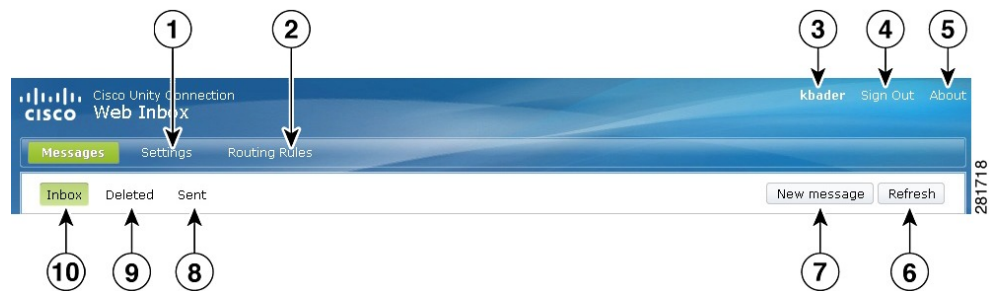 1 2 3 4 5
Cisco Unity Connection
CISCO Web Inbox
kbader Sign Out About
Messages Settings Routing Rules
Inbox Deleted Sent New message Refresh
281718
10 9 8 7 6